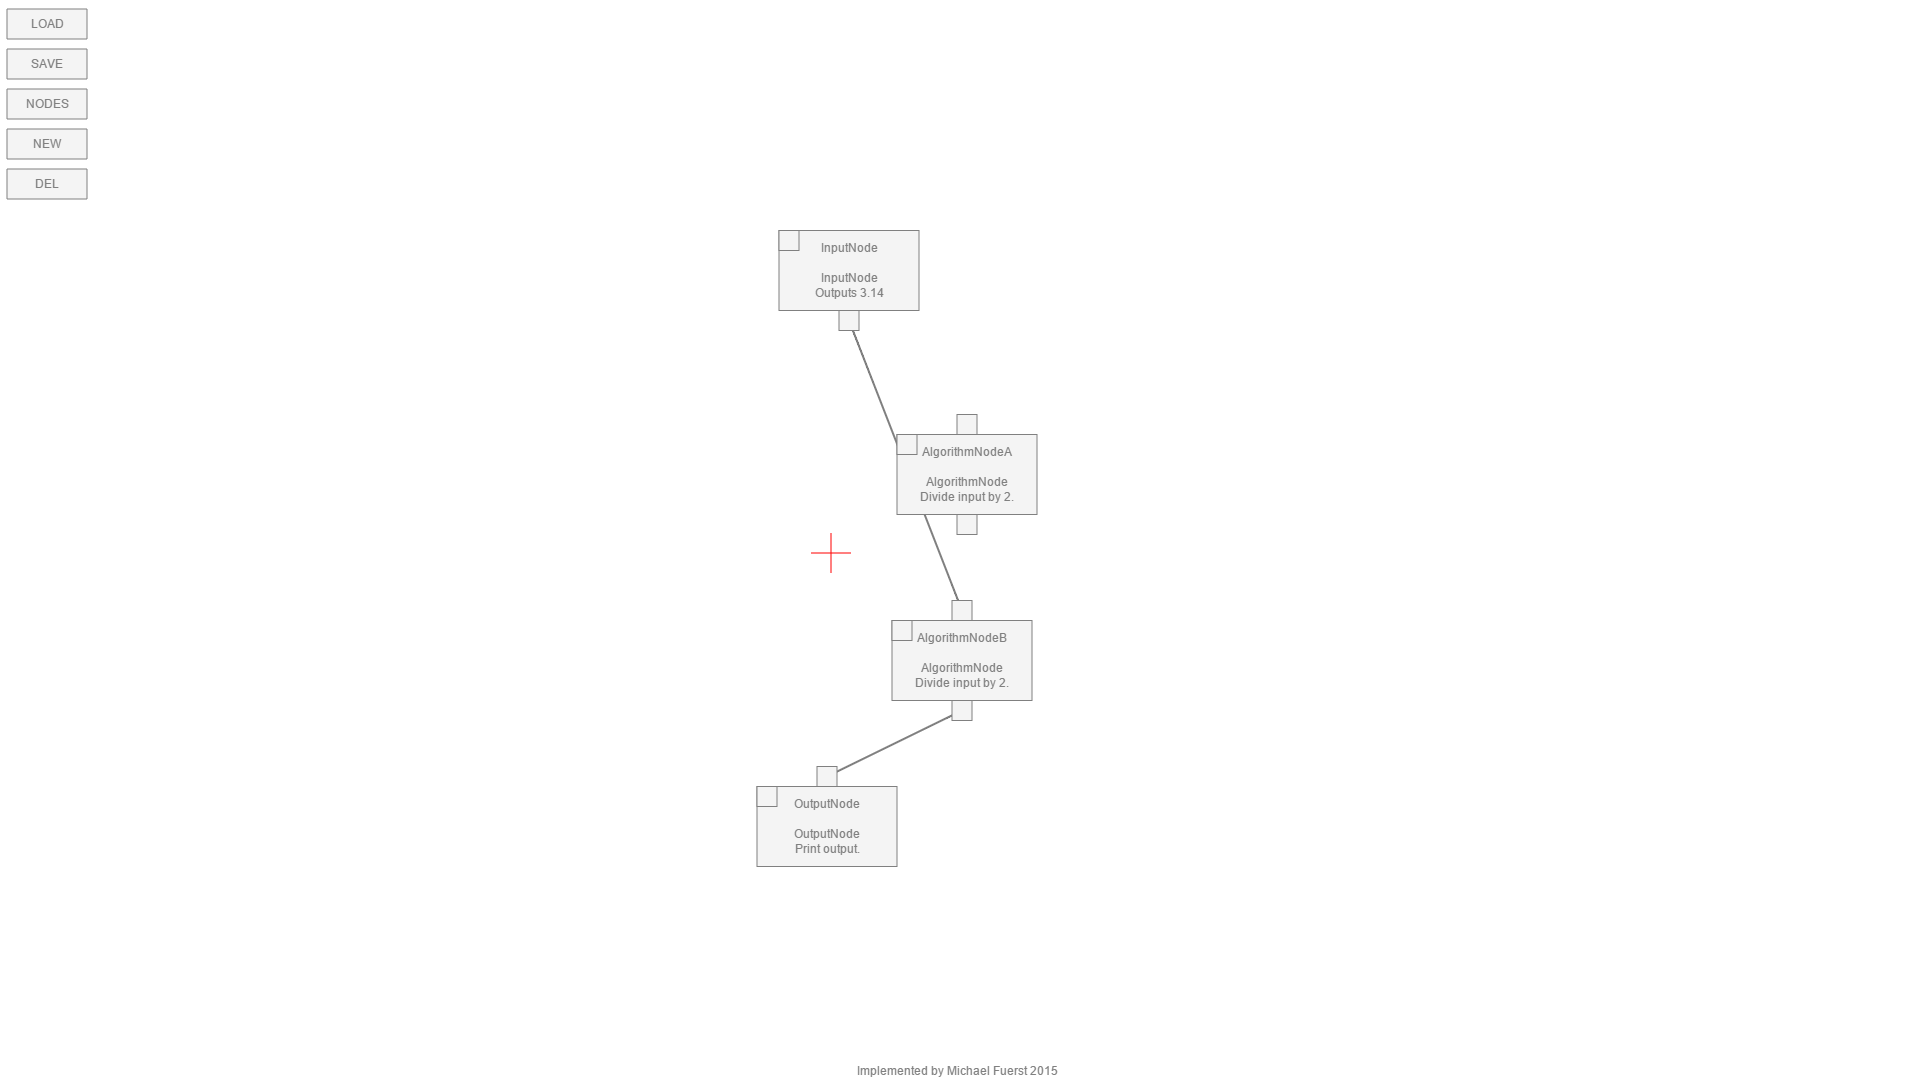 LOAD
SAVE
NODES
NEW
DEL
InputNode
InputNode
Outputs 3.14
AlgorithmNodeA
AlgorithmNode
Divide input by 2.
AlgorithmNodeB
AlgorithmNode
Divide input by 2.
OutputNode
OutputNode
Print output.
Implemented by Michael Fuerst 2015